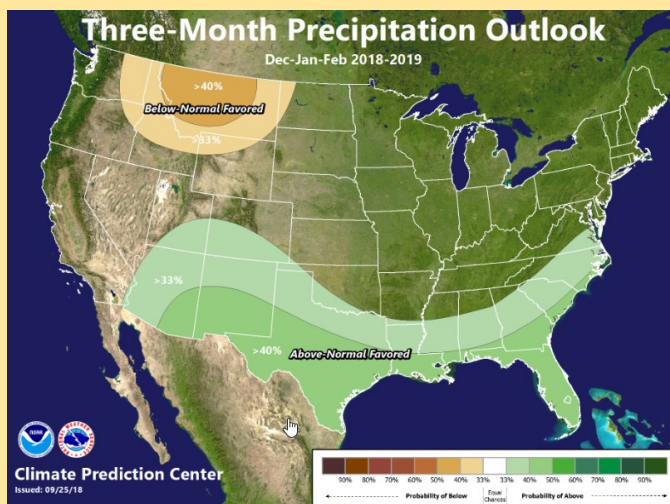 Three-Month Precipitation Outlook
Dec-Jan-Feb 2018-2019
>40%
Below-Normal Favored
>33%
>33%
>40%
Above-Normal Favored
Climate Prediction Center
Issued: 09/25/18
90% 80% 70% 60% 50% 40% 33% 33% 40% 50% 60% 70% 80% 90%
Probability of Below Equal Chances Probability of Above